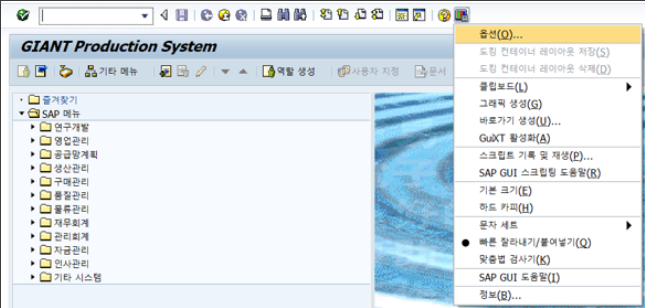 GIANT Production System
기타 메뉴
역할 생성
사용자 지정
문서
즐겨찾기
SAP 메뉴
연구개발
영업관리
공급망계획
생산관리
구매관리
품질관리
물류관리
재무회계
관리회계
자금관리
인사관리
기타 시스템
옵션(O)...
도킹 컨테이너 레이아웃 저장(S)
도킹 컨테이너 레이아웃 삭제(D)
클립보드(L)
그래픽 생성(G)
바로가기 생성(U)...
GuiXT 활성화(A)
스크립트 기록 및 재생(P)...
SAP GUI 스크립팅 도움말(R)
기본 크기(E)
하드 카피(H)
문자 세트
빠른 잘라내기/붙여넣기(Q)
맞춤법 검사기(K)
SAP GUI 도움말(I)
정보(B)...